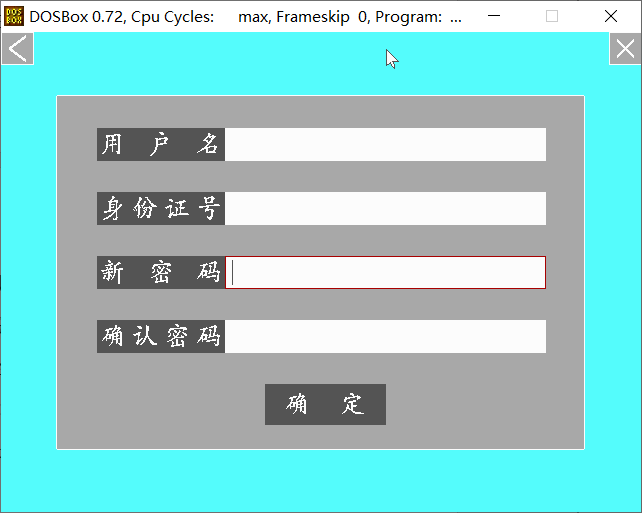 DOSBox 0.72, Cpu Cycles: max, Frameskip 0, Program: ...
用户名
身份证号
新密码
确认密码
确定